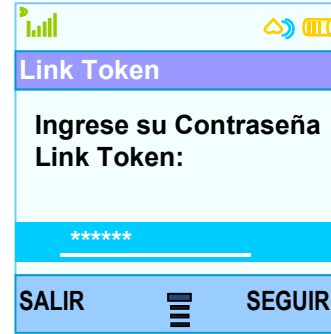 Link Token
Ingrese su Contraseña
Link Token:
******
SALIR SEGUIR